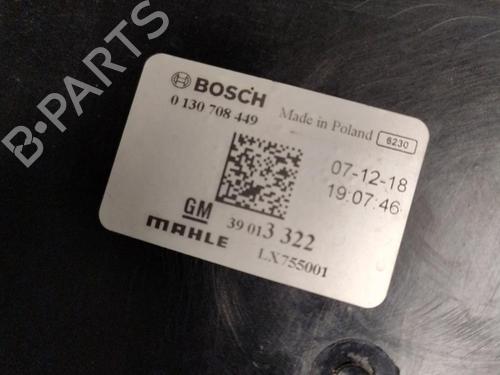 B-PARTS
BOSCH
0 130 708 449
Made in Poland 6230
07-12-18
19:07:46
GM
39 013 322
MAHLE
LX755001